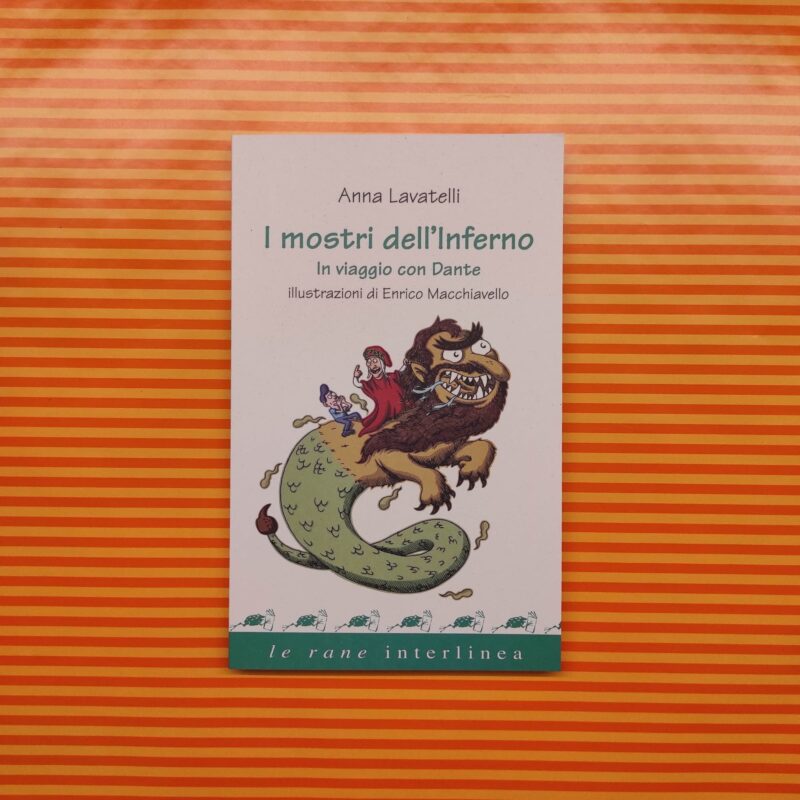 Anna Lavatelli
I mostri dell'Inferno
In viaggio con Dante
illustrazioni di Enrico Macchiavello
le rane interlinea